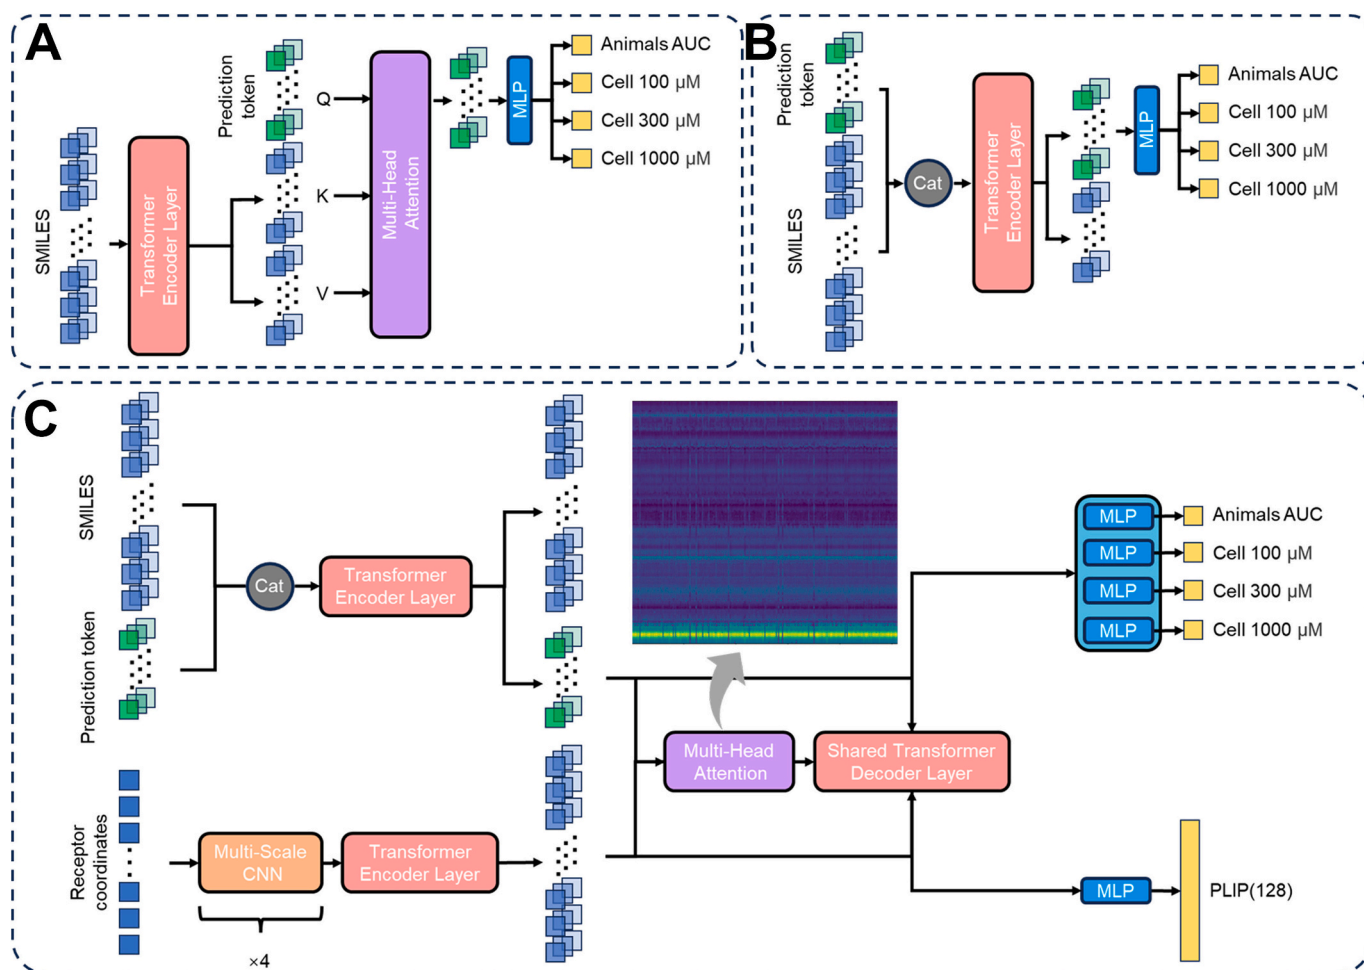 A
SMILES
Transformer
Encoder Layer
Prediction
token
Q
K
V
Multi-Head
Attention
MLP
Animals AUC
Cell 100 μM
Cell 300 μM
Cell 1000 μM
B
Prediction
token
SMILES
Cat
Transformer
Encoder Layer
MLP
Animals AUC
Cell 100 μM
Cell 300 μM
Cell 1000 μM
C
SMILES
Prediction token
Cat
Transformer
Encoder Layer
Receptor
coordinates
Multi-Scale
CNN
×4
Transformer
Encoder Layer
Multi-Head
Attention
Shared Transformer
Decoder Layer
MLP
Animals AUC
MLP
Cell 100 μM
MLP
Cell 300 μM
MLP
Cell 1000 μM
MLP
PLIP(128)